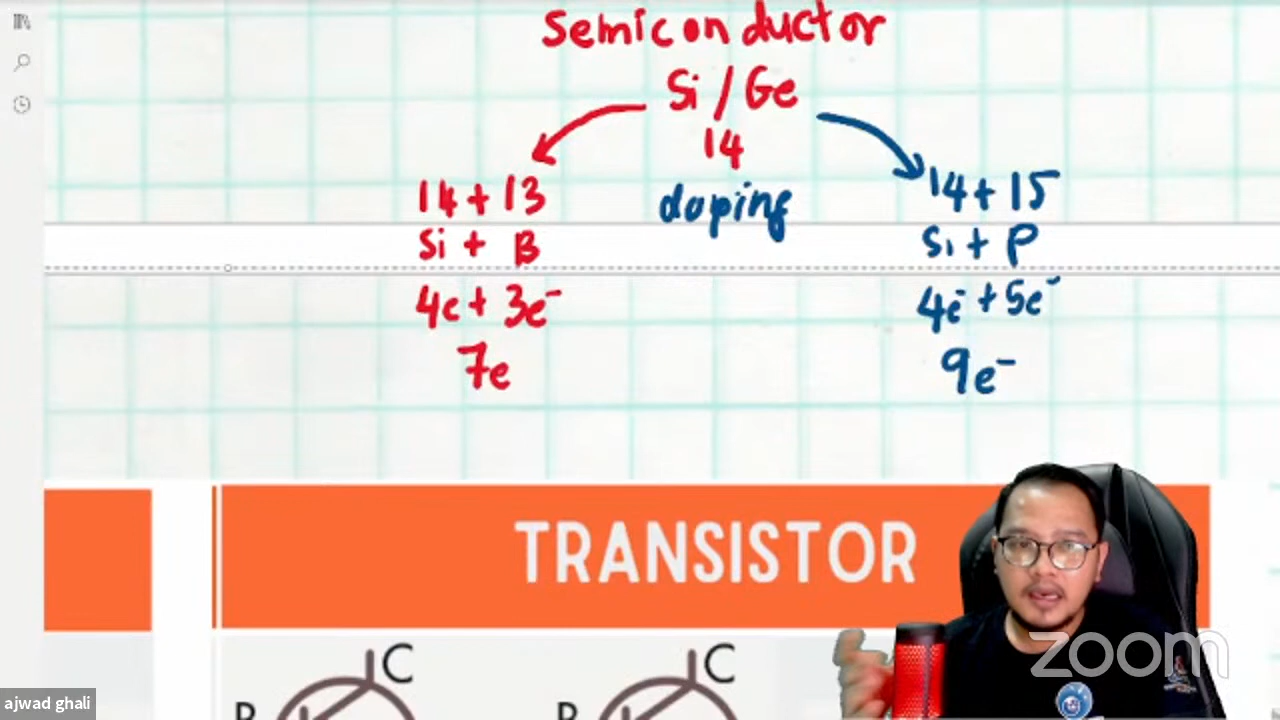 Semiconductor
Si / Ge
14
doping
14 + 13
Si + B
4e + 3e⁻
7e
14 + 15
Si + P
4e⁻ + 5e⁻
9e⁻
TRANSISTOR
C
C
B
B
zoom
ajwad ghali